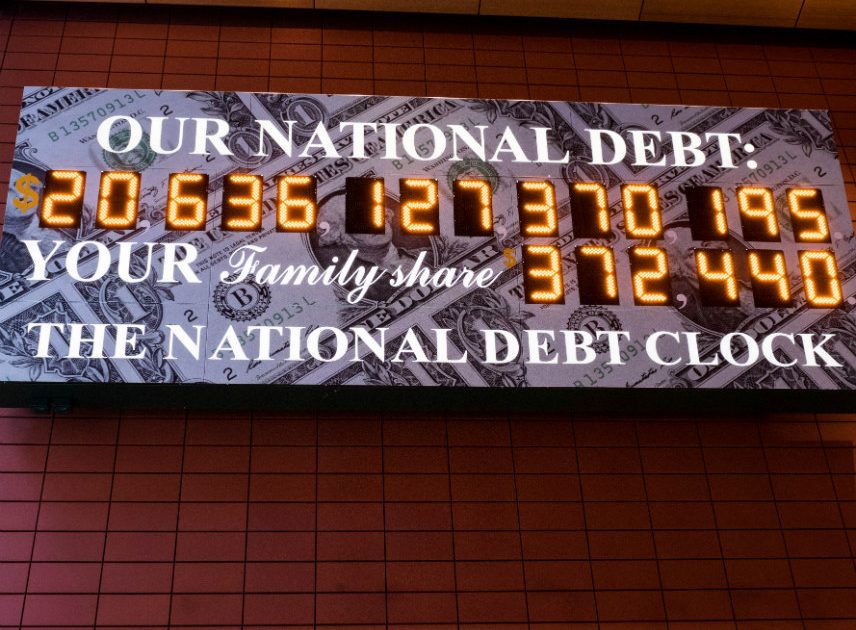 OUR NATIONAL DEBT:
$20,636,127,370,195
YOUR Family share $372,440
THE NATIONAL DEBT CLOCK